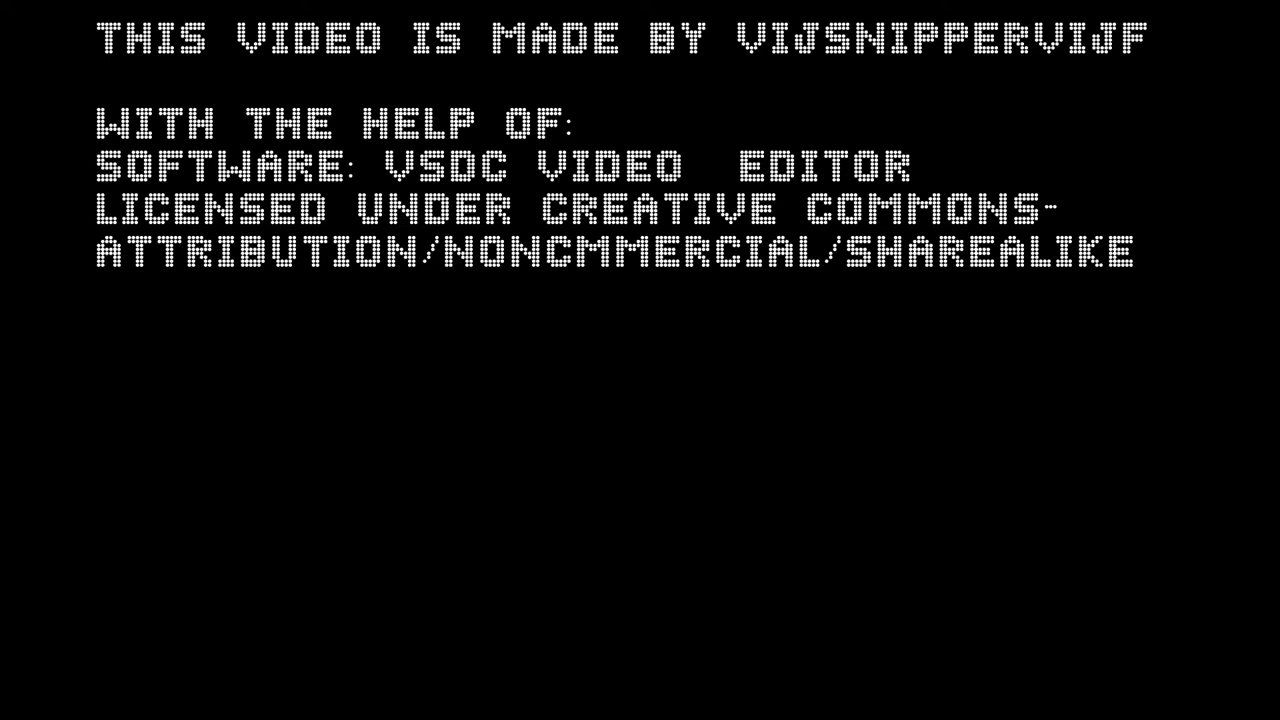 THIS VIDEO IS MADE BY VIJSNIPPERVIJF
WITH THE HELP OF:
SOFTWARE: VSDC VIDEO  EDITOR
LICENSED UNDER CREATIVE COMMONS-
ATTRIBUTION/NONCMMERCIAL/SHAREALIKE